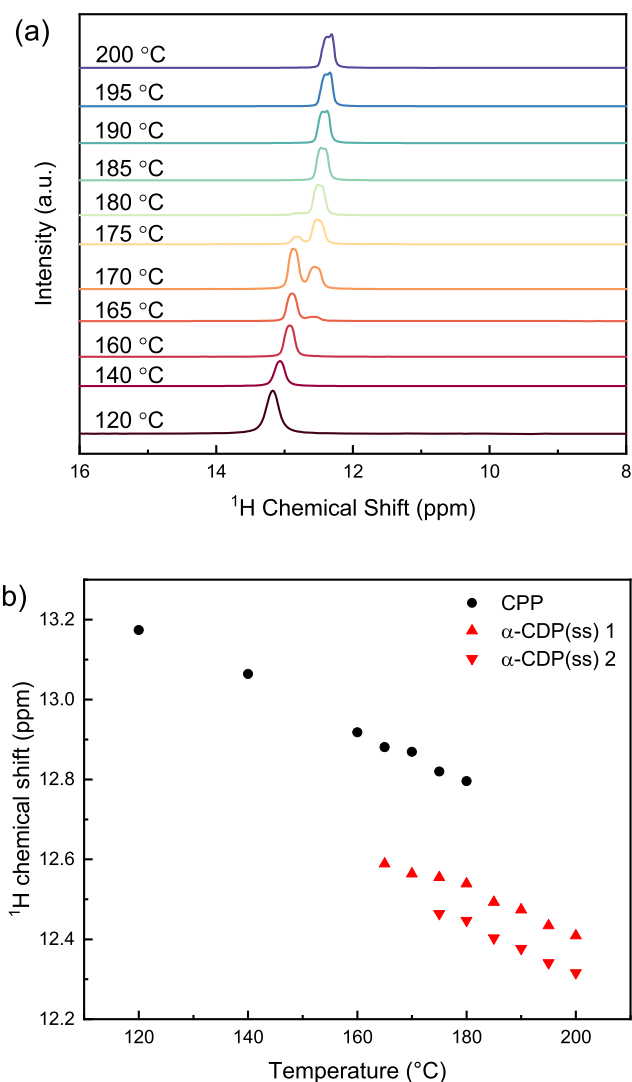 (a)
200 °C
195 °C
190 °C
185 °C
180 °C
175 °C
170 °C
165 °C
160 °C
140 °C
120 °C
Intensity (a.u.)
16 14 12 10 8
¹H Chemical Shift (ppm)
b)
CPP
α-CDP(ss) 1
α-CDP(ss) 2
13.2
13.0
12.8
12.6
12.4
12.2
¹H chemical shift (ppm)
120 140 160 180 200
Temperature (°C)